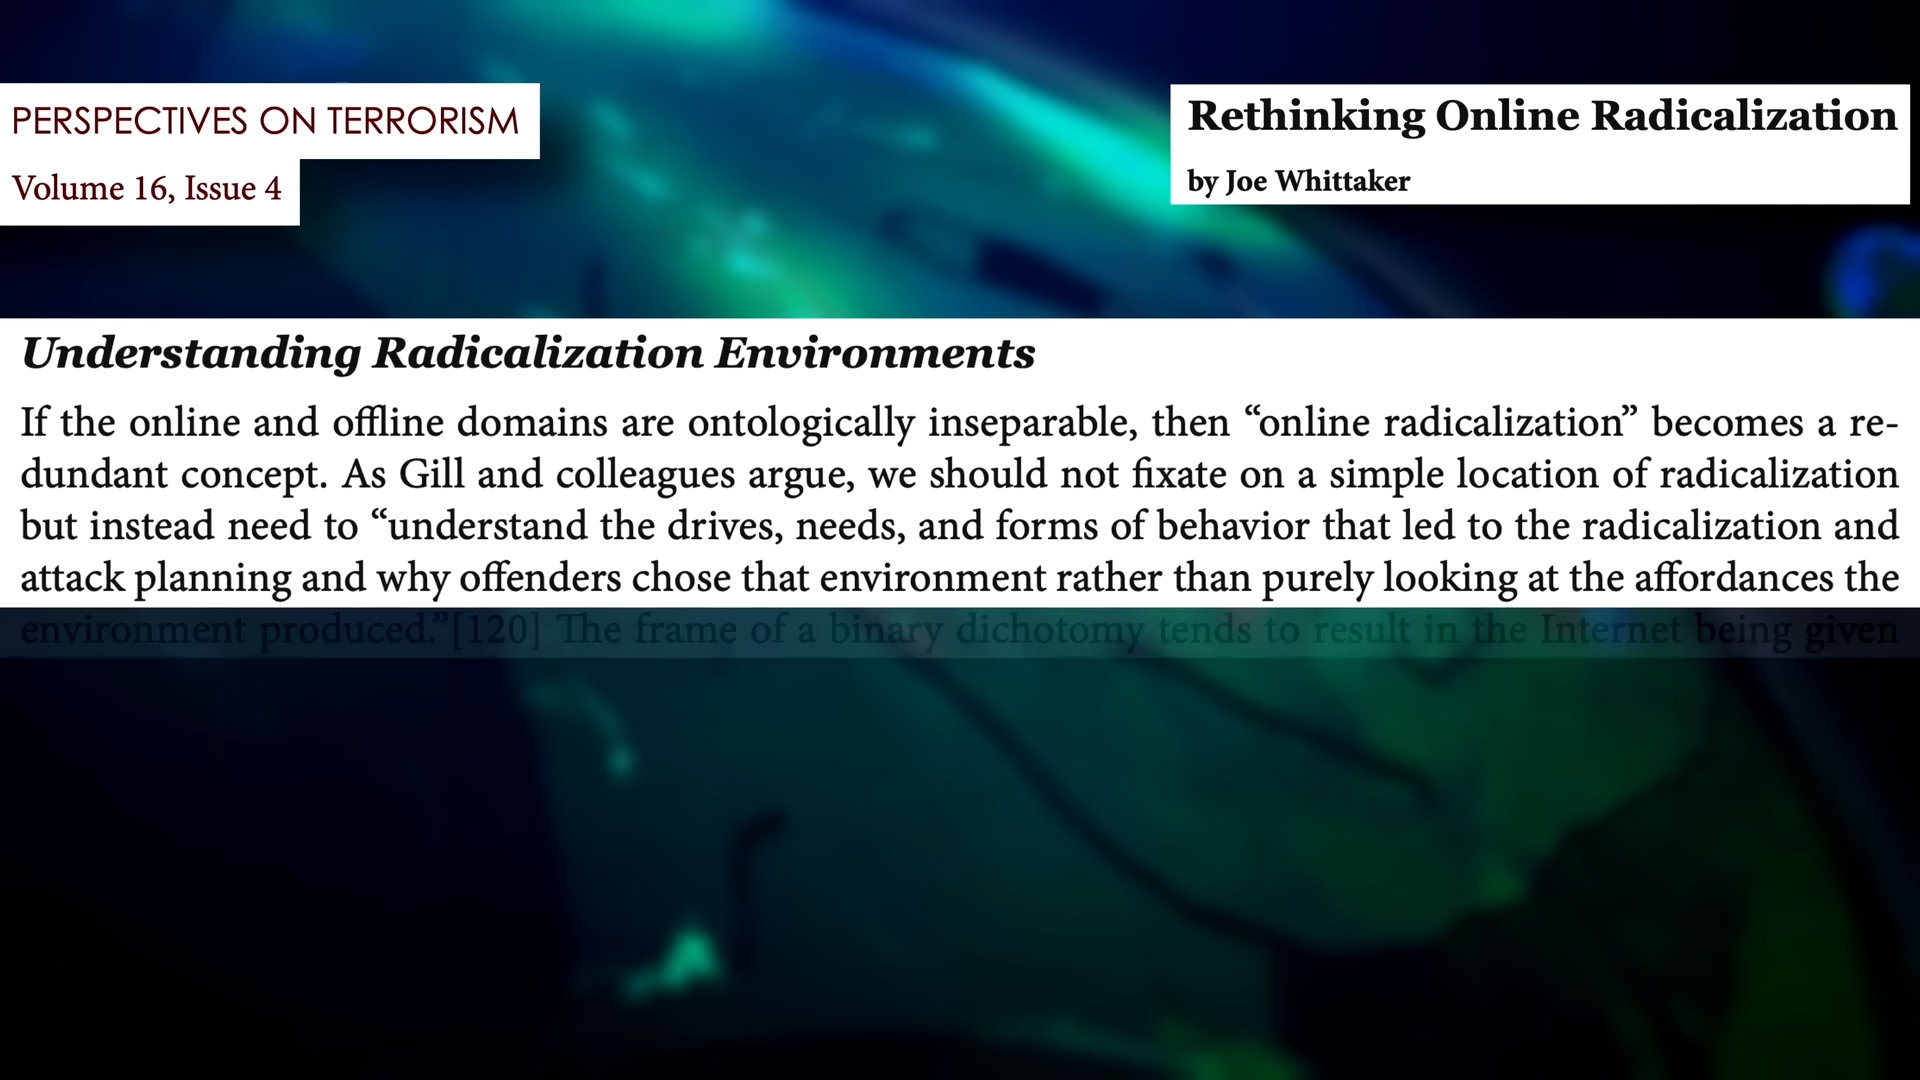 PERSPECTIVES ON TERRORISM
Volume 16, Issue 4
Rethinking Online Radicalization
by Joe Whittaker
Understanding Radicalization Environments
If the online and offline domains are ontologically inseparable, then “online radicalization” becomes a re-
dundant concept. As Gill and colleagues argue, we should not fixate on a simple location of radicalization
but instead need to “understand the drives, needs, and forms of behavior that led to the radicalization and
attack planning and why offenders chose that environment rather than purely looking at the affordances the
environment produced.”[120] The frame of a binary dichotomy tends to result in the Internet being given